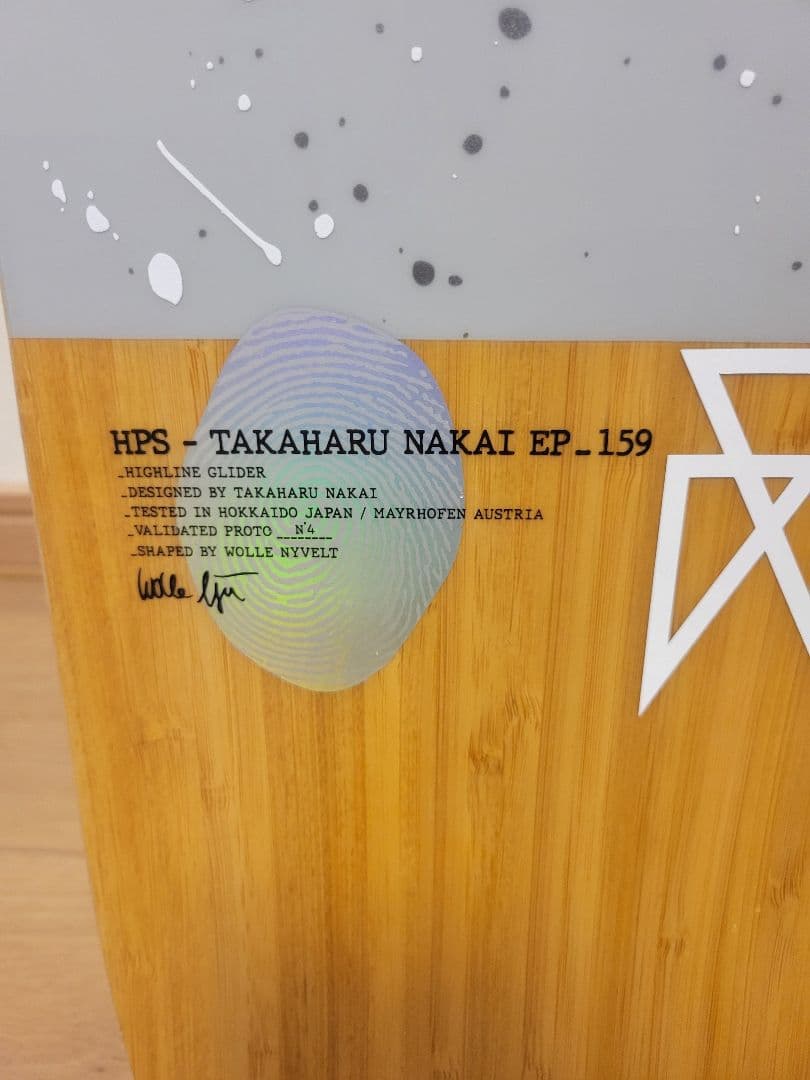 HPS - TAKAHARU NAKAI EP_159
_HIGHLINE GLIDER
_DESIGNED BY TAKAHARU NAKAI
_TESTED IN HOKKAIDO JAPAN / MAYRHOFEN AUSTRIA
_VALIDATED PROTO N°4
_SHAPED BY WOLLE NYVELT
Wolle